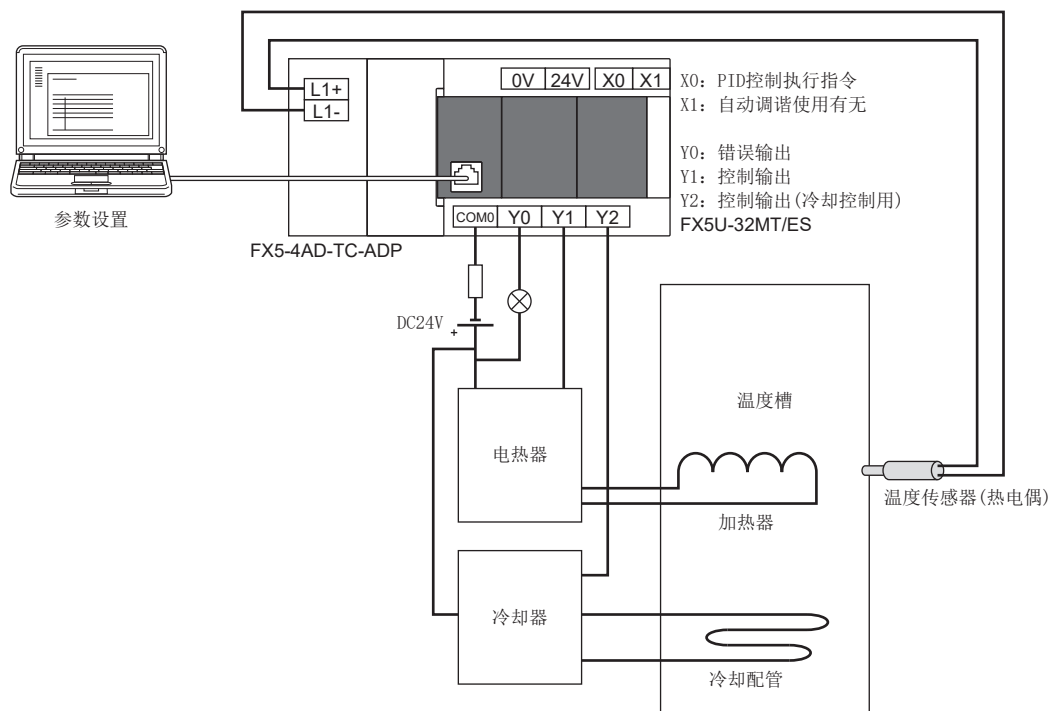 L1+
L1-
0V 24V X0 X1
X0: PID控制执行指令
X1: 自动调谐使用有无
Y0: 错误输出
Y1: 控制输出
Y2: 控制输出(冷却控制用)
FX5U-32MT/ES
参数设置
COM0 Y0 Y1 Y2
FX5-4AD-TC-ADP
DC24V
+
温度槽
电热器
温度传感器(热电偶)
加热器
冷却器
冷却配管